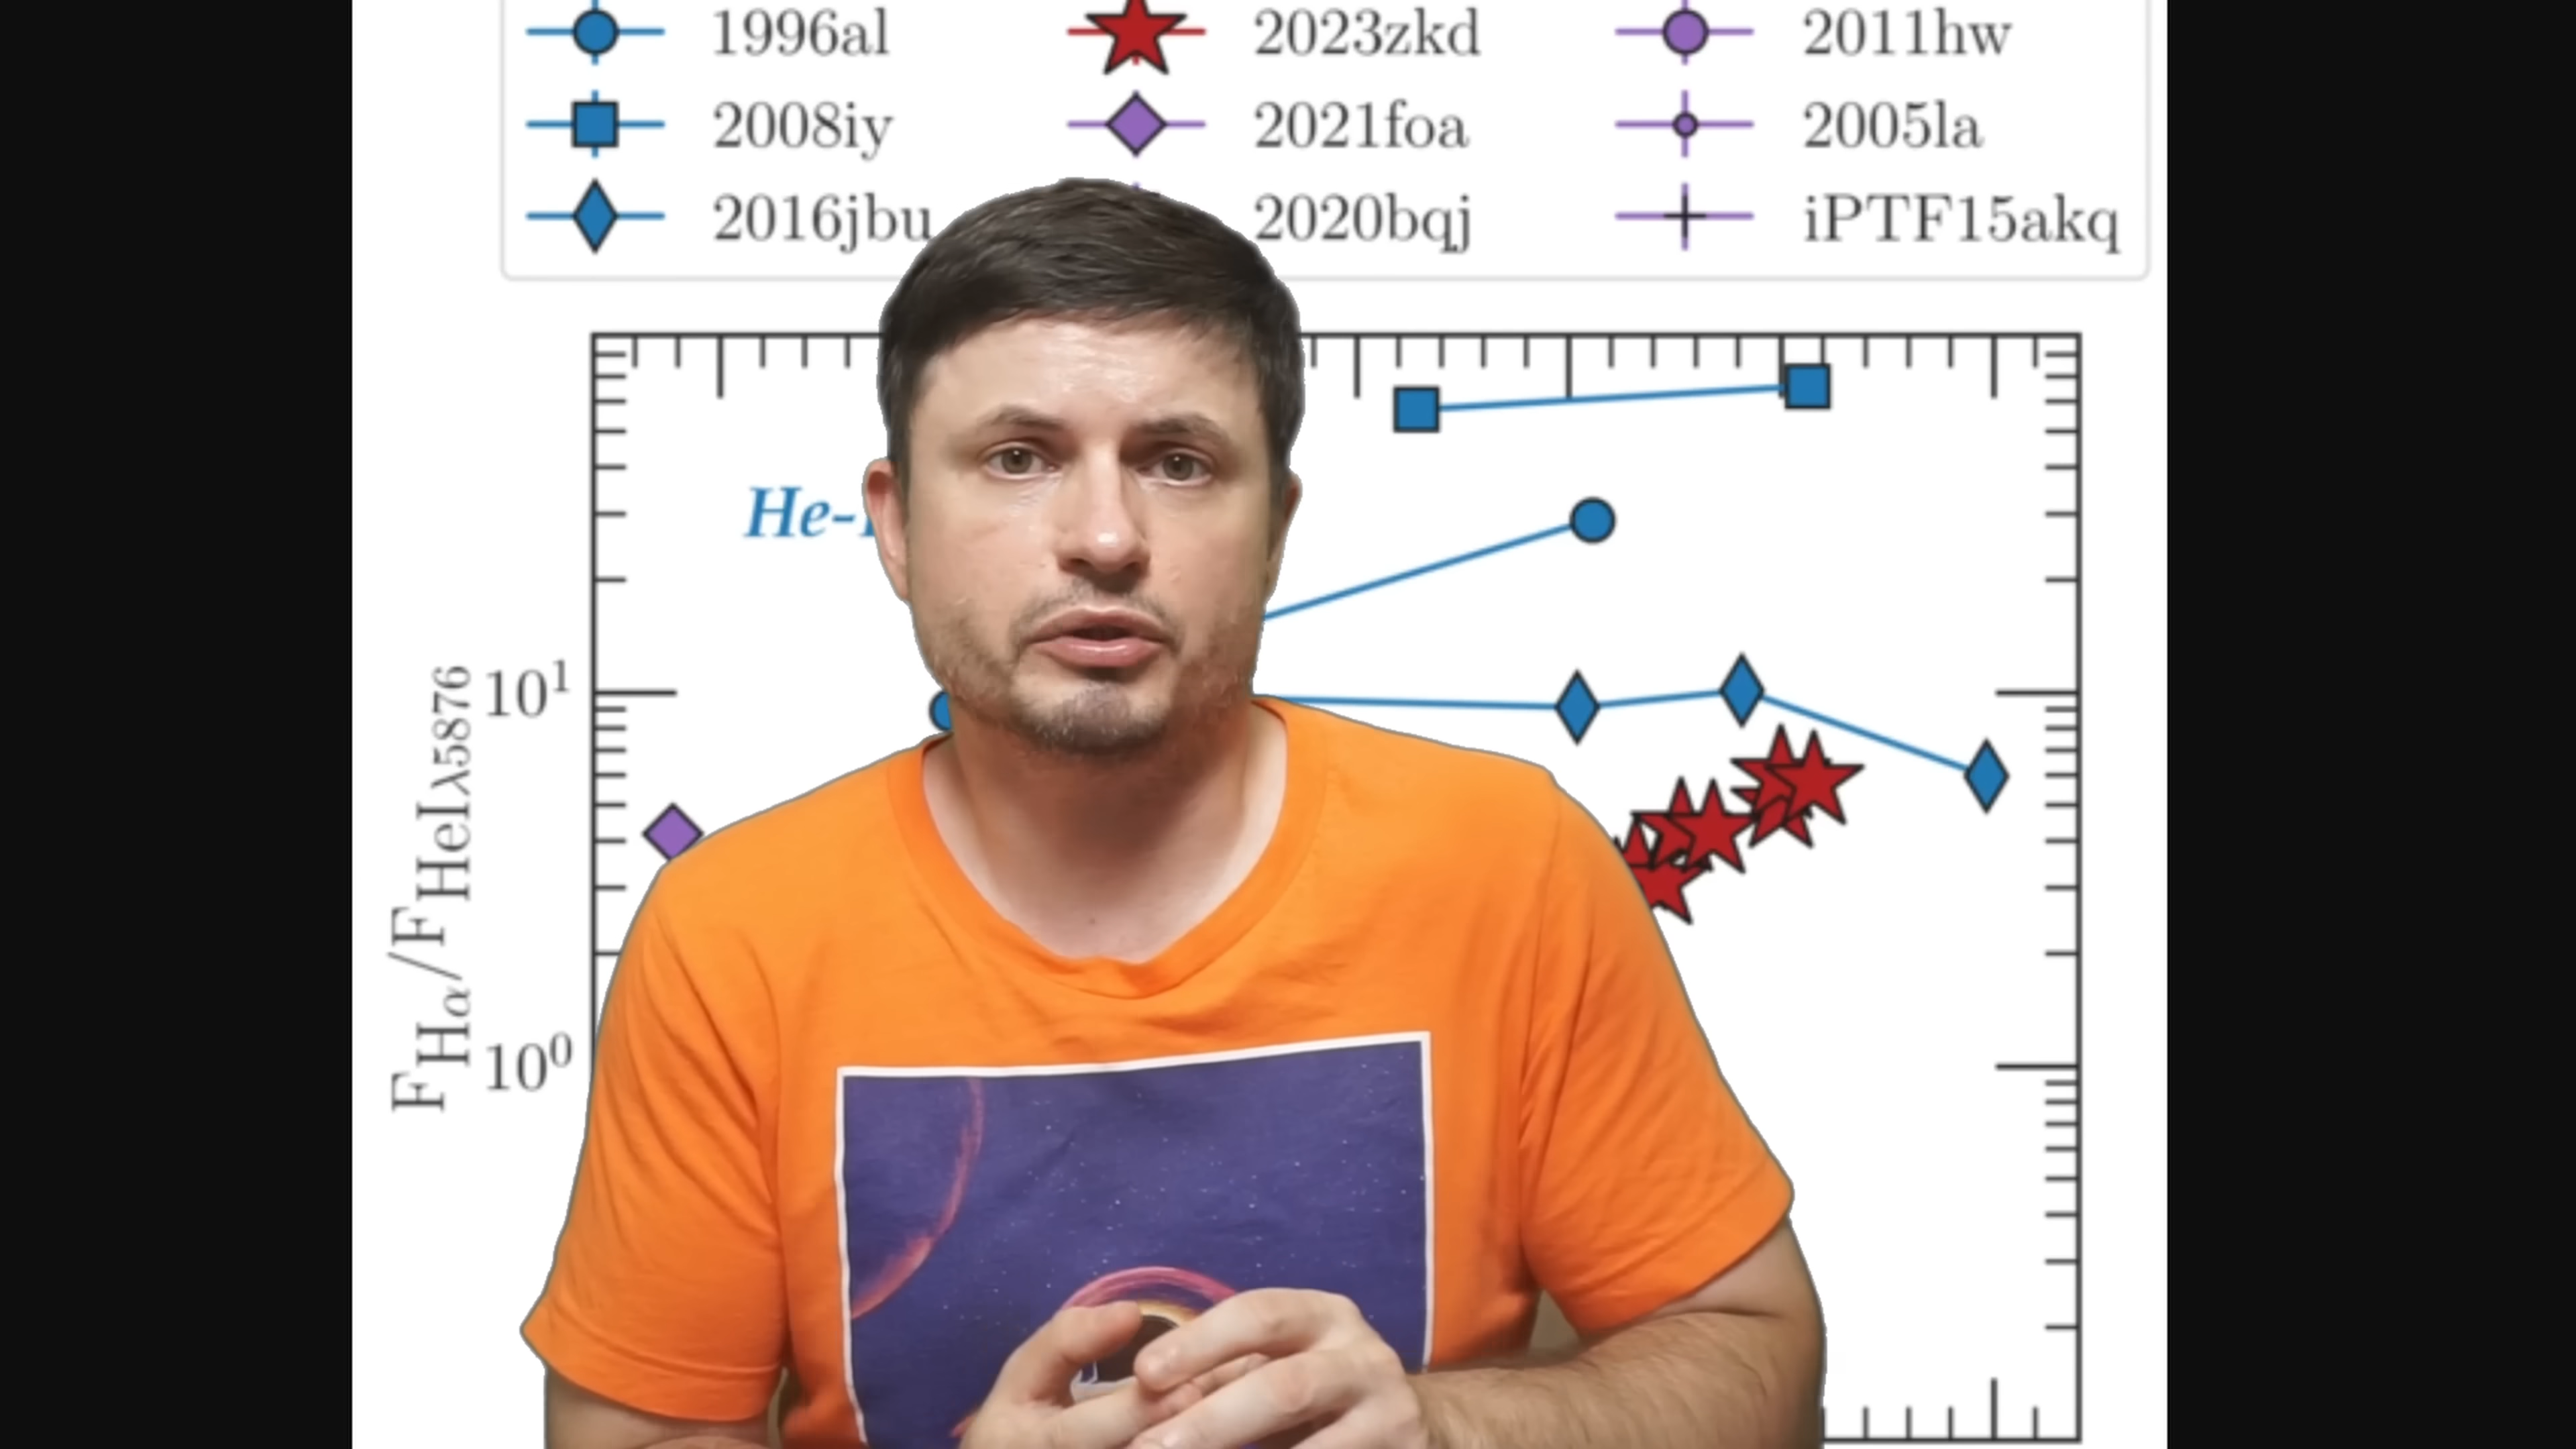 1996al 2023zkd 2011hw
2008iy 2021foa 2005la
2016jbu 2020bqj iPTF15akq
He-
10¹
10⁰
F_Hα/F_HeIλ5876